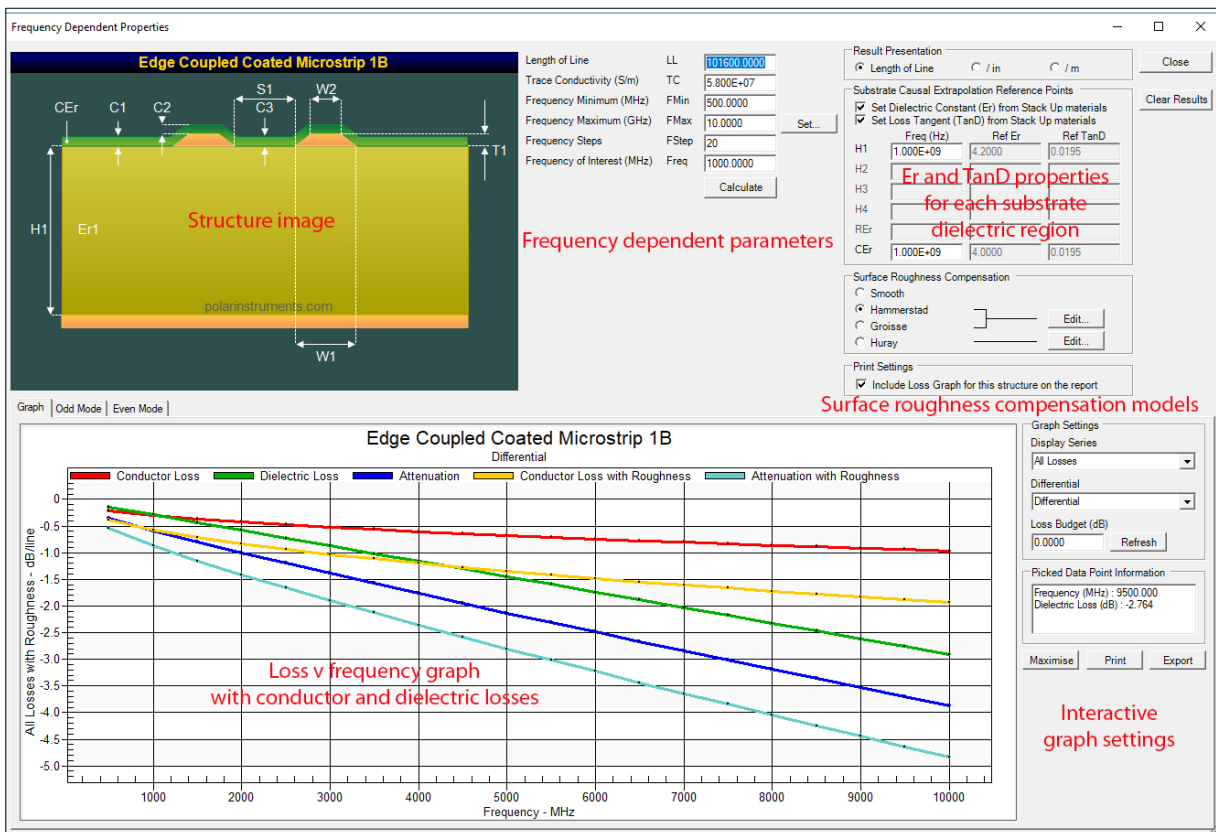 Frequency Dependent Properties
Edge Coupled Coated Microstrip 1B
CEr C1 C2 S1 C3 W2
T1
H1 Er1
Structure image
polarinstruments.com
W1
Length of Line LL 101600.0000
Trace Conductivity (S/m) TC 5.800E+07
Frequency Minimum (MHz) FMin 500.0000
Frequency Maximum (GHz) FMax 10.0000 Set...
Frequency Steps FStep 20
Frequency of Interest (MHz) Freq 1000.0000
Calculate
Frequency dependent parameters
Result Presentation
Length of Line / in / m
Close
Clear Results
Substrate Causal Extrapolation Reference Points
Set Dielectric Constant (Er) from Stack Up materials
Set Loss Tangent (TanD) from Stack Up materials
Freq (Hz) Ref Er Ref TanD
H1 1.000E+09 4.2000 0.0195
H2
H3
H4
REr
CEr 1.000E+09 4.0000 0.0195
Er and TanD properties
for each substrate
dielectric region
Surface Roughness Compensation
Smooth
Hammerstad
Edit...
Groisse
Huray Edit...
Print Settings
Include Loss Graph for this structure on the report
Surface roughness compensation models
Graph Odd Mode Even Mode
Edge Coupled Coated Microstrip 1B
Differential
Conductor Loss Dielectric Loss Attenuation Conductor Loss with Roughness Attenuation with Roughness
All Losses with Roughness - dB/line
0
-0.5
-1.0
-1.5
-2.0
-2.5
-3.0
-3.5
-4.0
-4.5
-5.0
Loss v frequency graph
with conductor and dielectric losses
1000 2000 3000 4000 5000 6000 7000 8000 9000 10000
Frequency - MHz
Graph Settings
Display Series
All Losses
Differential
Differential
Loss Budget (dB)
0.0000 Refresh
Picked Data Point Information
Frequency (MHz) : 9500.000
Dielectric Loss (dB) : -2.764
Maximise Print Export
Interactive
graph settings